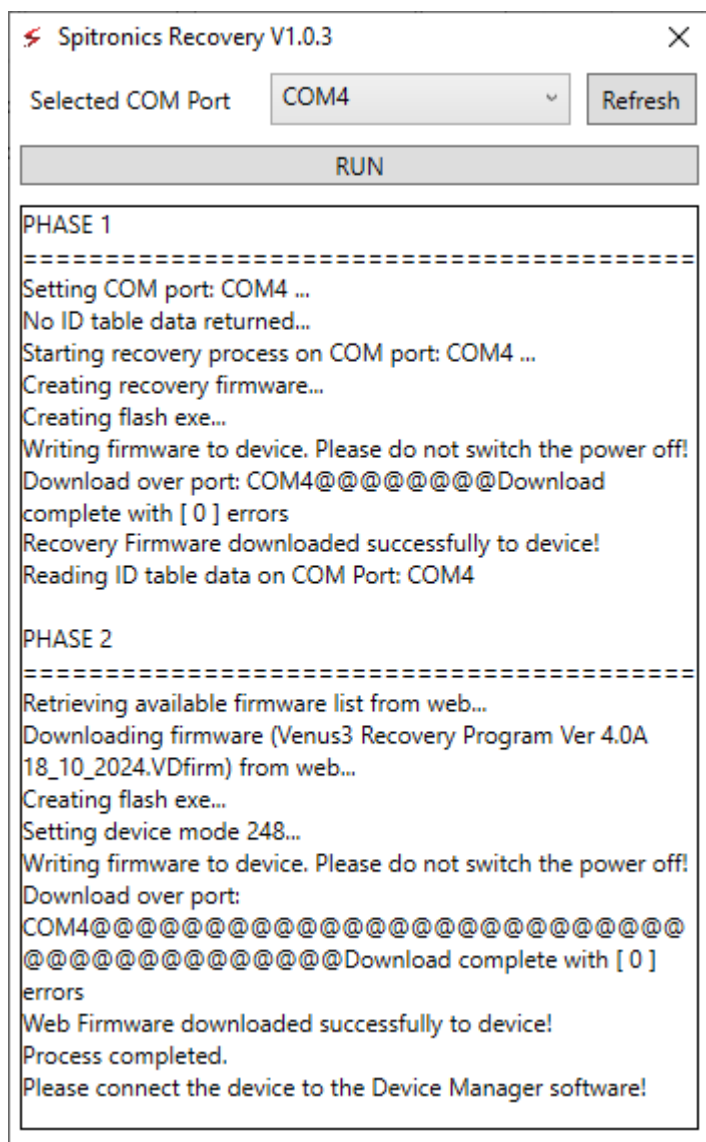 Spitronics Recovery V1.0.3
Selected COM Port
COM4
Refresh
RUN
PHASE 1
=========================================
Setting COM port: COM4 ...
No ID table data returned...
Starting recovery process on COM port: COM4 ...
Creating recovery firmware...
Creating flash exe...
Writing firmware to device. Please do not switch the power off!
Download over port: COM4@@@@@@@@Download
complete with [ 0 ] errors
Recovery Firmware downloaded successfully to device!
Reading ID table data on COM Port: COM4
PHASE 2
=========================================
Retrieving available firmware list from web...
Downloading firmware (Venus3 Recovery Program Ver 4.0A
18_10_2024.VDfirm) from web...
Creating flash exe...
Setting device mode 248...
Writing firmware to device. Please do not switch the power off!
Download over port:
COM4@@@@@@@@@@@@@@@@@@@@@@@@@@
@@@@@@@@@@@@@@Download complete with [ 0 ]
errors
Web Firmware downloaded successfully to device!
Process completed.
Please connect the device to the Device Manager software!